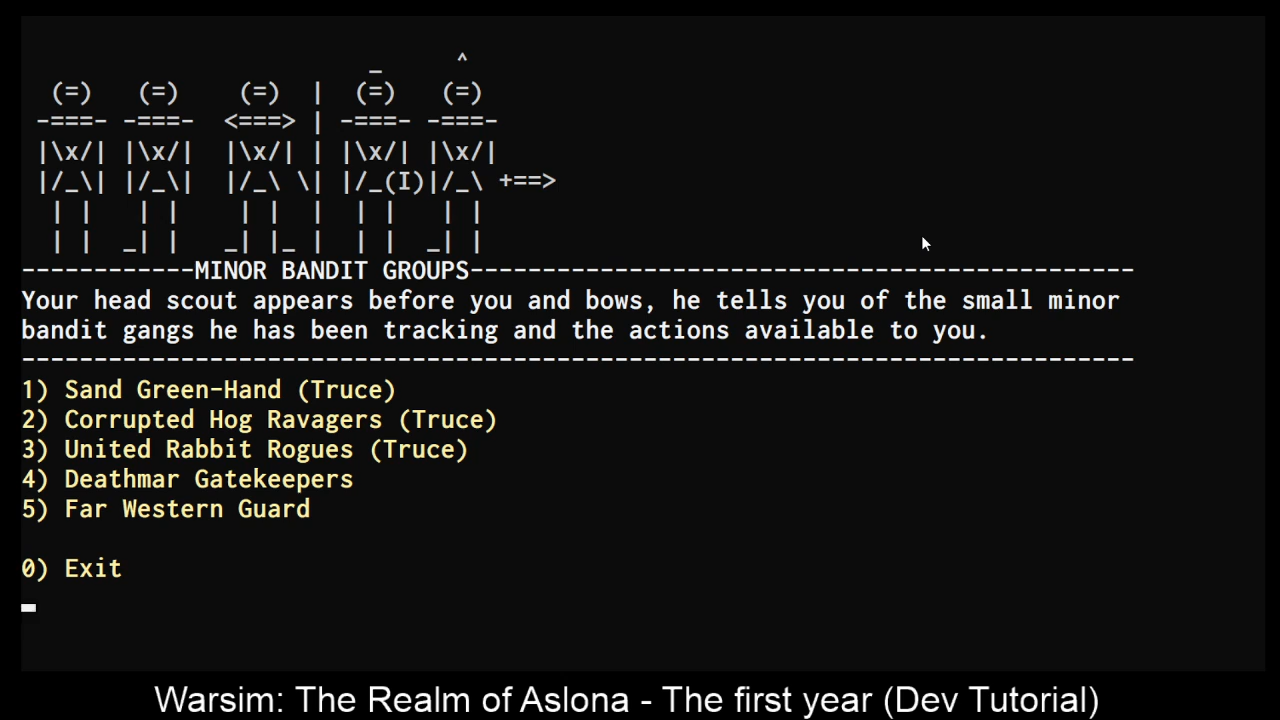 ------------MINOR BANDIT GROUPS----------------------------------------------
Your head scout appears before you and bows, he tells you of the small minor
bandit gangs he has been tracking and the actions available to you.
-----------------------------------------------------------------------------
1) Sand Green-Hand (Truce)
2) Corrupted Hog Ravagers (Truce)
3) United Rabbit Rogues (Truce)
4) Deathmar Gatekeepers
5) Far Western Guard
0) Exit
Warsim: The Realm of Aslona - The first year (Dev Tutorial)